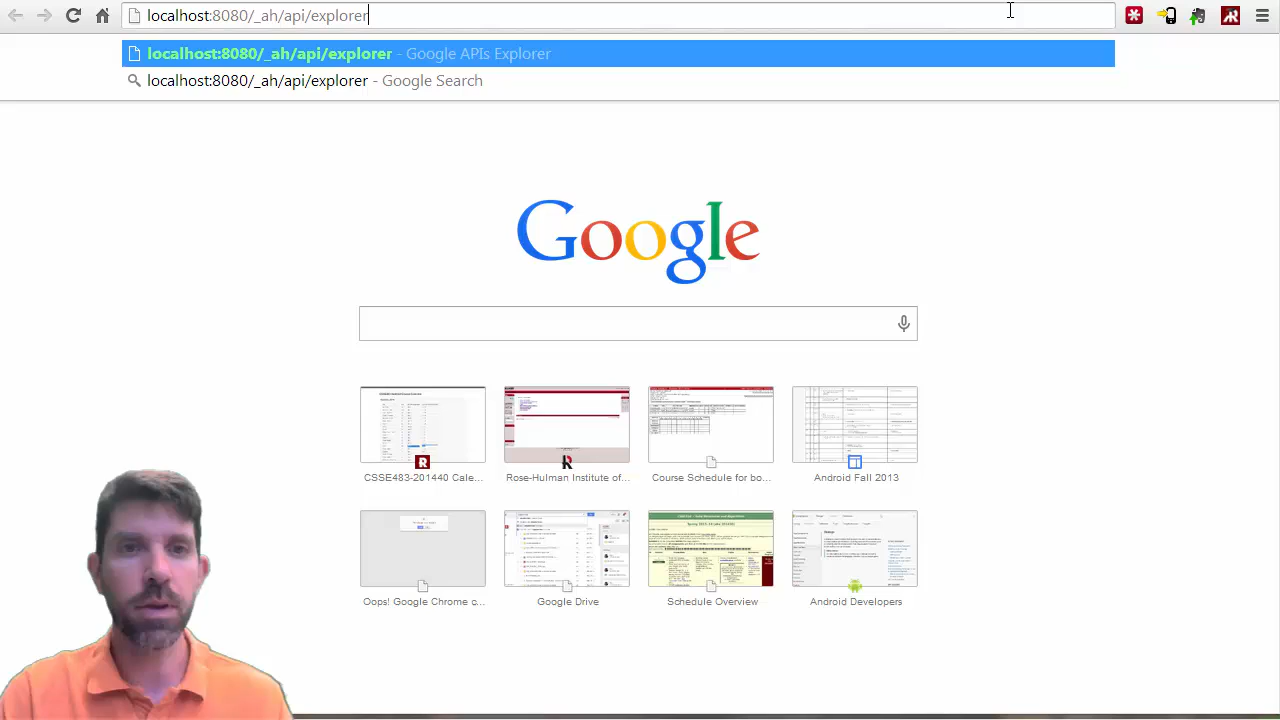 localhost:8080/_ah/api/explorer
localhost:8080/_ah/api/explorer - Google APIs Explorer
localhost:8080/_ah/api/explorer - Google Search
Google
CSSE483-201440 Cale...
Rose-Hulman Institute of...
Course Schedule for bo...
Android Fall 2013
Oops! Google Chrome c...
Google Drive
Schedule Overview
Android Developers